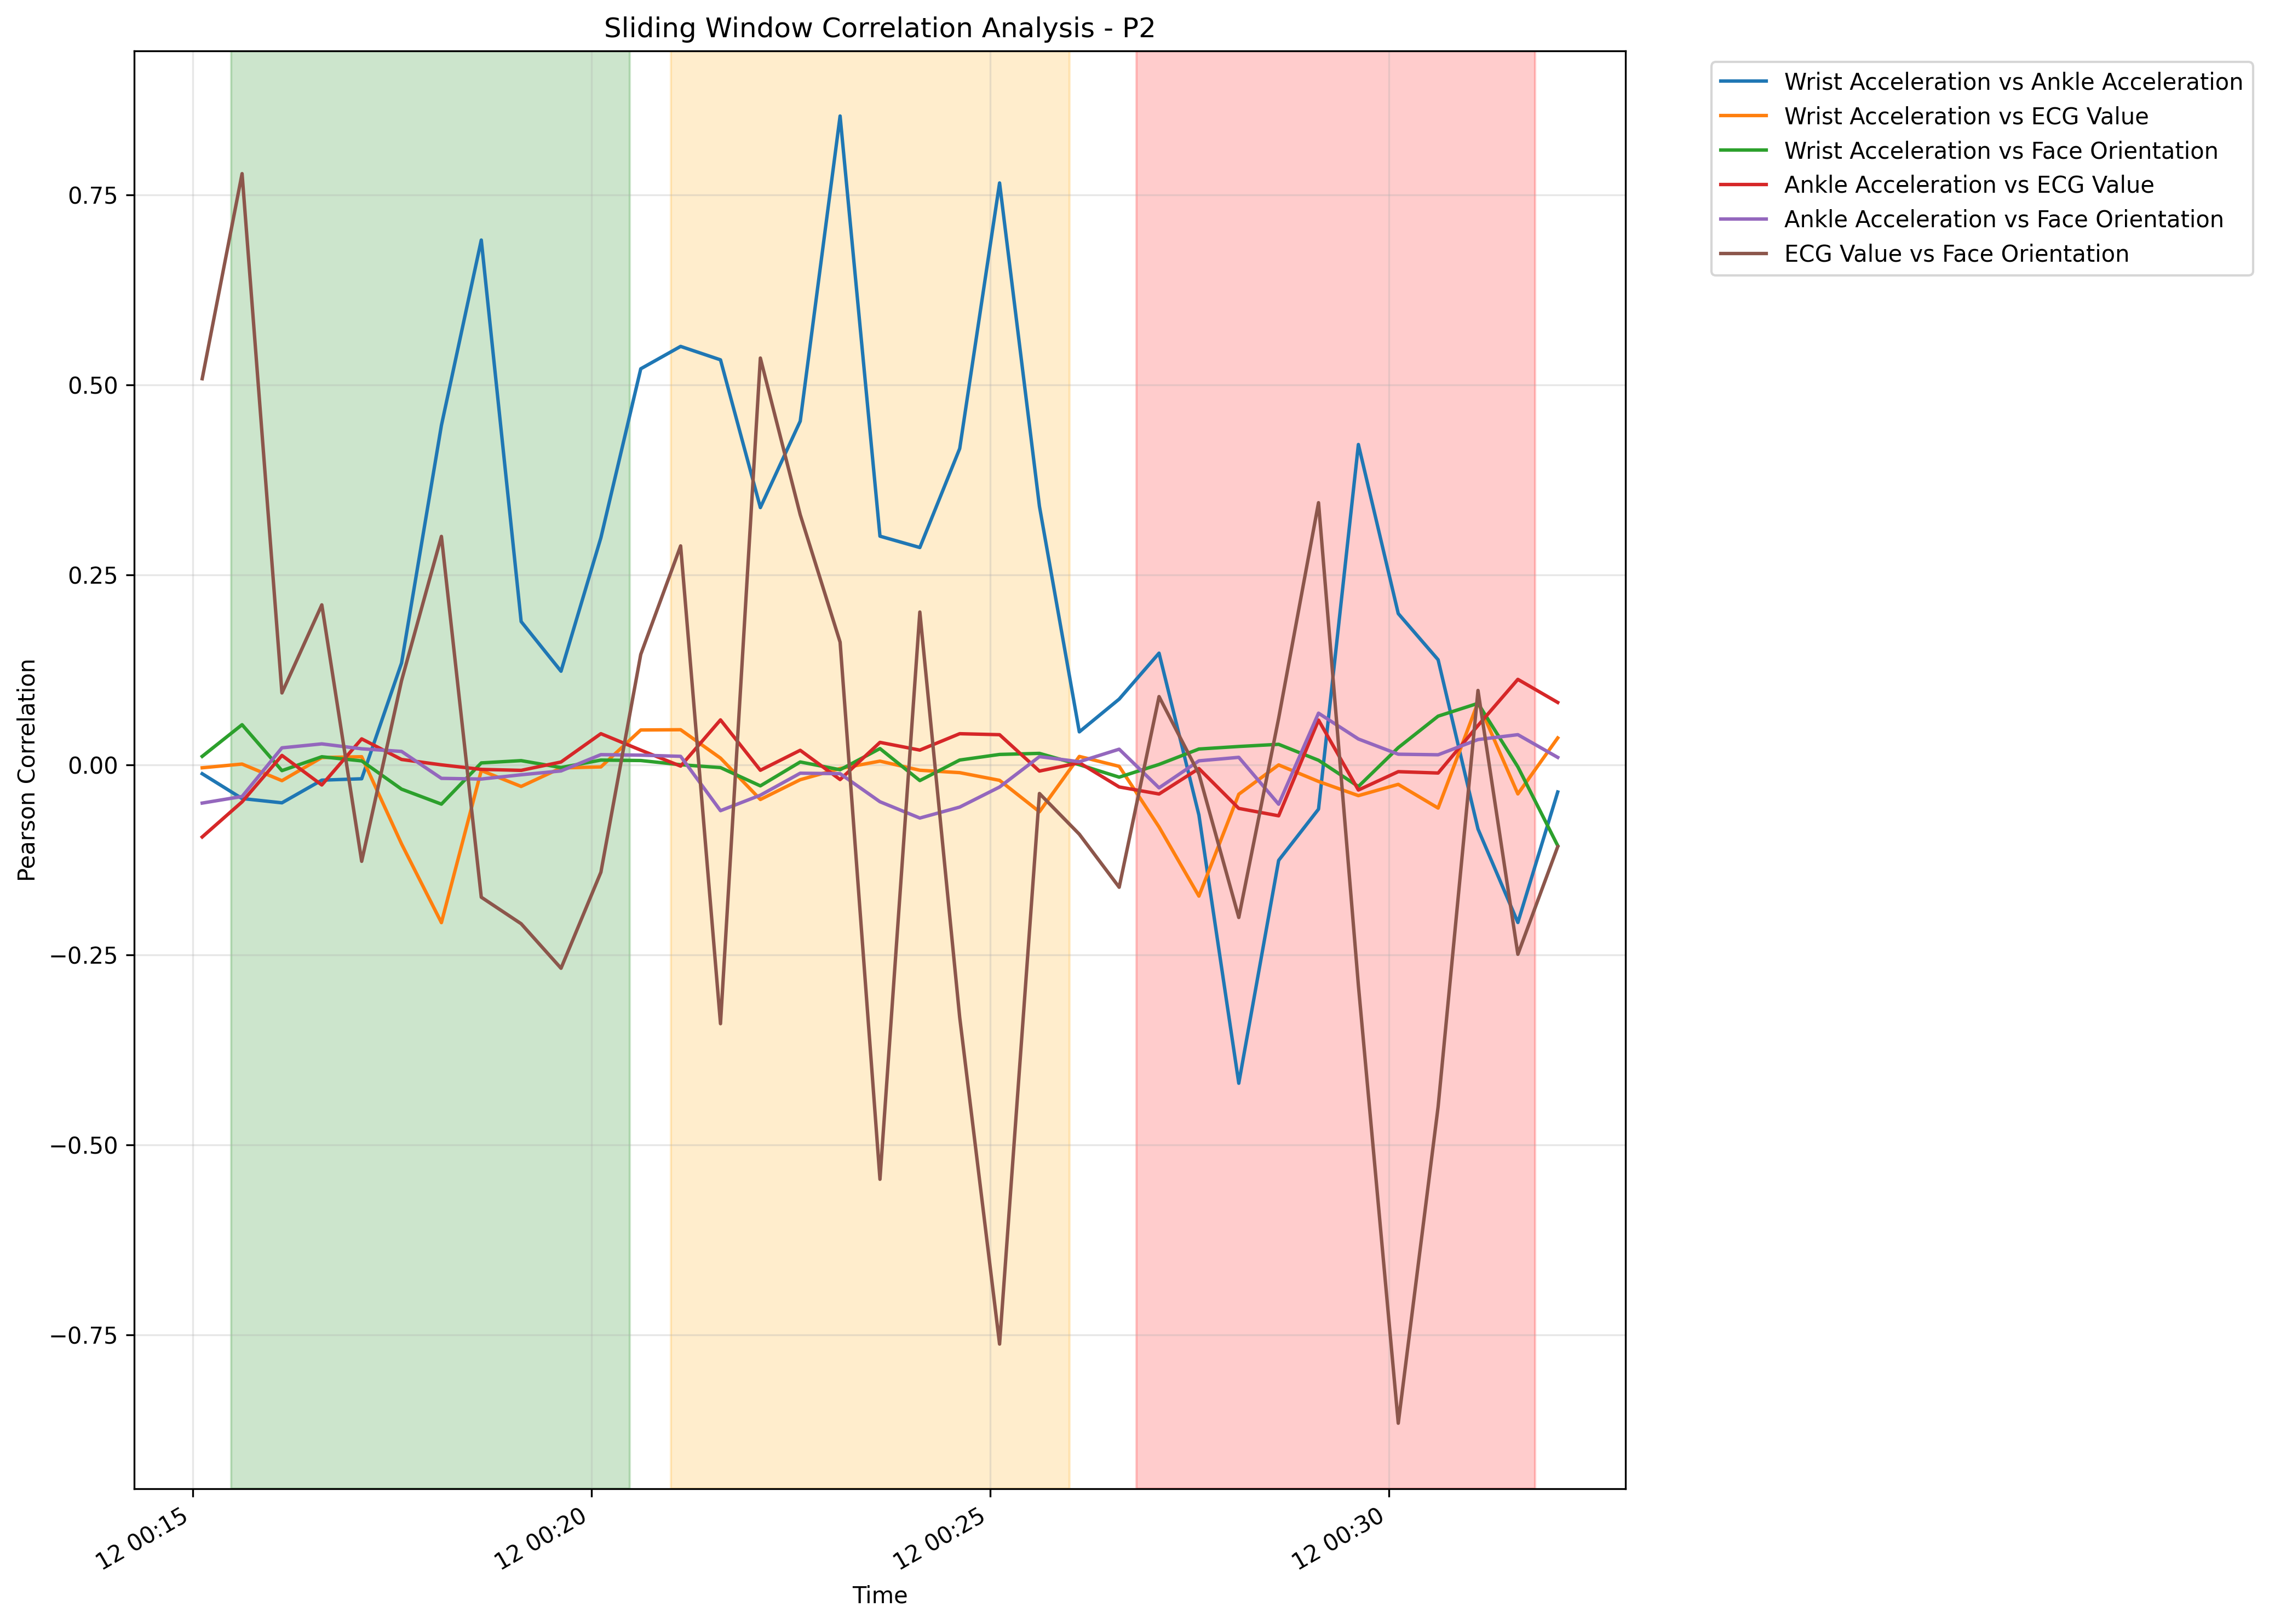 Sliding Window Correlation Analysis - P2
Wrist Acceleration vs Ankle Acceleration
Wrist Acceleration vs ECG Value
Wrist Acceleration vs Face Orientation
Ankle Acceleration vs ECG Value
Ankle Acceleration vs Face Orientation
ECG Value vs Face Orientation
Pearson Correlation
0.75
0.50
0.25
0.00
−0.25
−0.50
−0.75
12 00:15
12 00:20
12 00:25
12 00:30
Time